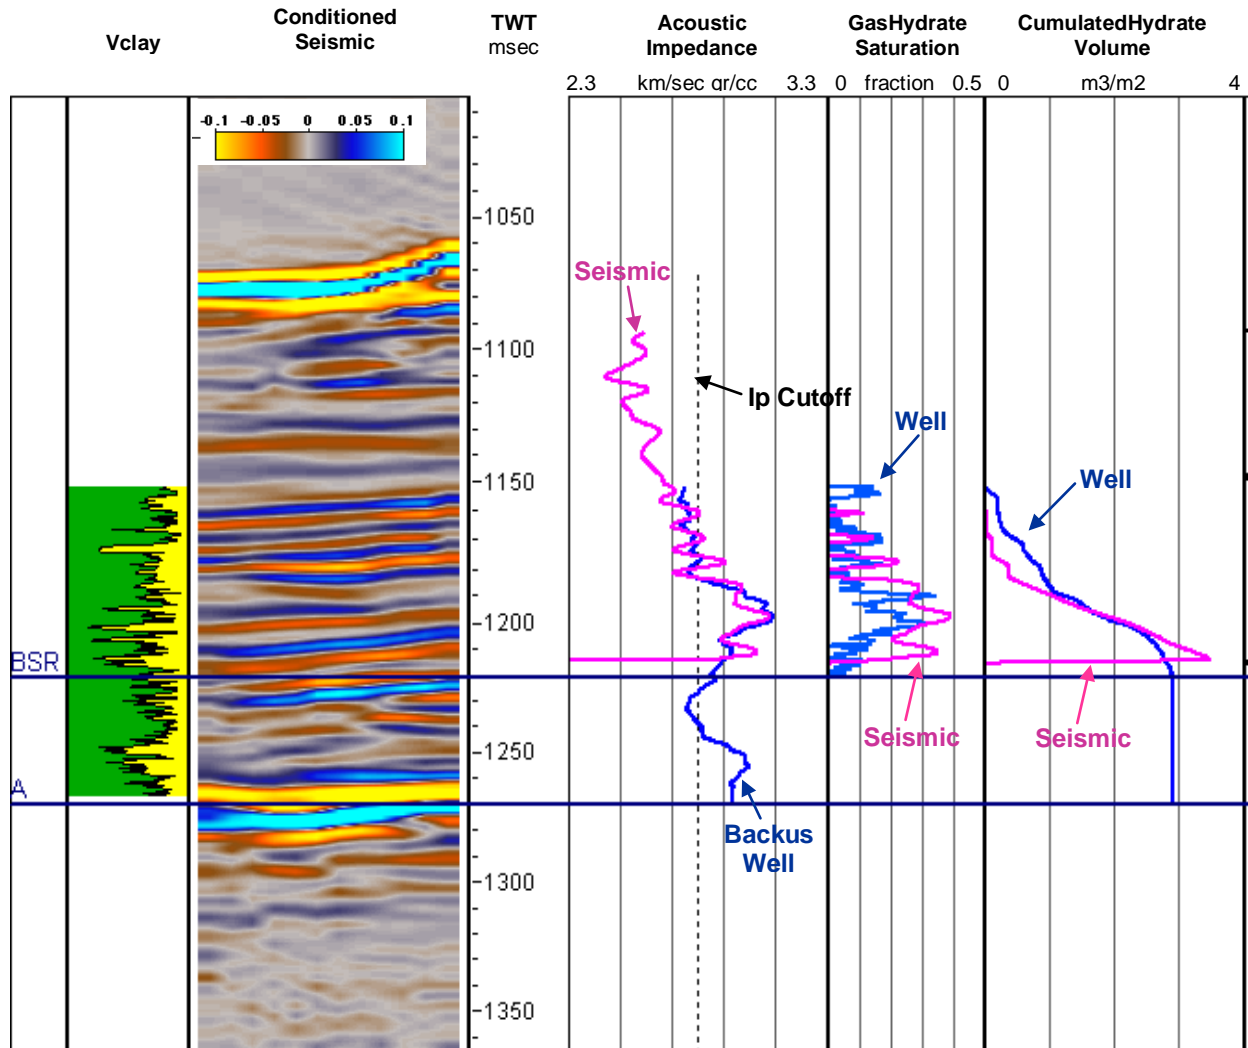 Vclay
Conditioned
Seismic
TWT
msec
Acoustic
Impedance
GasHydrate
Saturation
CumulatedHydrate
Volume
2.3 km/sec gr/cc 3.3
0 fraction 0.5
0 m3/m2 4
-0.1 -0.05 0 0.05 0.1
-1050
Seismic
-1100
Ip Cutoff
Well
-1150
Well
-1200
BSR
Seismic
Seismic
-1250
A
Backus
Well
-1300
-1350